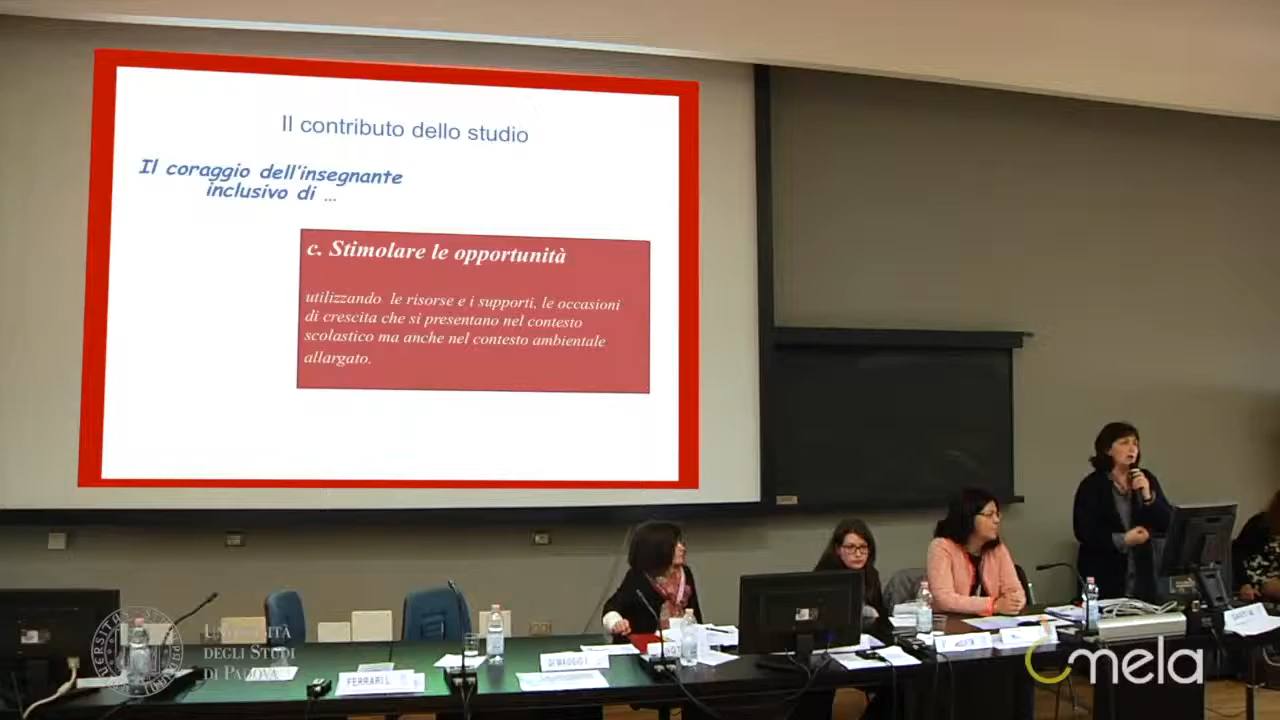 Il contributo dello studio
Il coraggio dell'insegnante
inclusivo di ...
c. Stimolare le opportunità
utilizzando le risorse e i supporti, le occasioni
di crescita che si presentano nel contesto
scolastico ma anche nel contesto ambientale
allargato.
UNIVERSITÀ
DEGLI STUDI
DI PADOVA
FERRARI L
DI MAGGIO I
mela